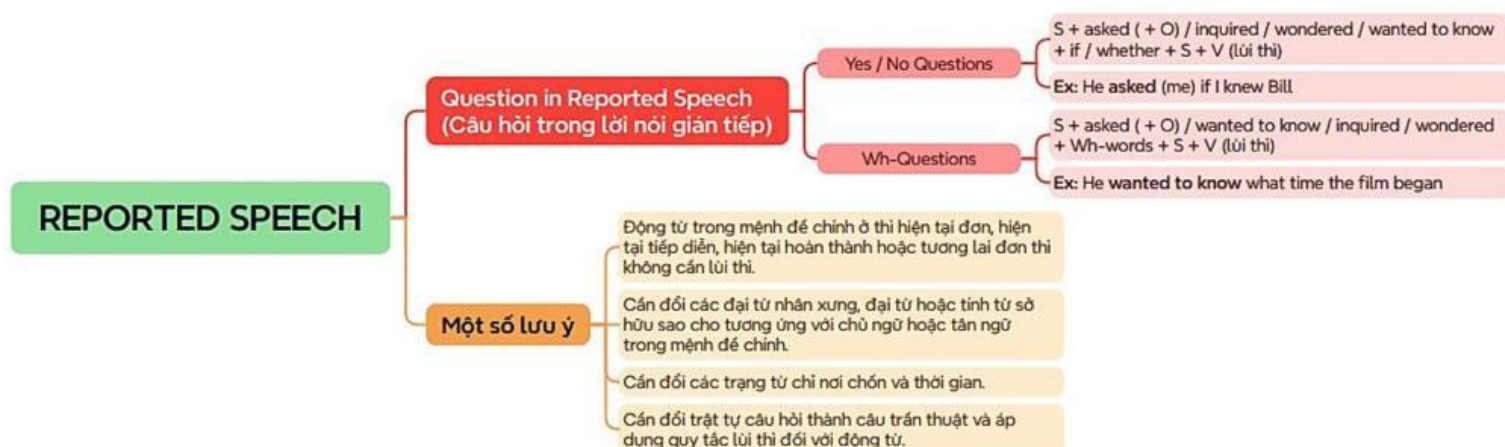 REPORTED SPEECH
Question in Reported Speech
(Câu hỏi trong lời nói gián tiếp)
Yes / No Questions
S + asked ( + O) / inquired / wondered / wanted to know
+ if / whether + S + V (lùi thì)
Ex: He asked (me) if I knew Bill
Wh-Questions
S + asked ( + O) / wanted to know / inquired / wondered
+ Wh-words + S + V (lùi thì)
Ex: He wanted to know what time the film began
Một số lưu ý
Động từ trong mệnh đề chính ở thì hiện tại đơn, hiện
tại tiếp diễn, hiện tại hoàn thành hoặc tương lai đơn thì
không cần lùi thì.
Cần đổi các đại từ nhân xưng, đại từ hoặc tính từ sở
hữu sao cho tương ứng với chủ ngữ hoặc tân ngữ
trong mệnh đề chính.
Cần đổi các trạng từ chỉ nơi chốn và thời gian.
Cần đổi trật tự câu hỏi thành câu trần thuật và áp
dụng quy tắc lùi thì đối với động từ.